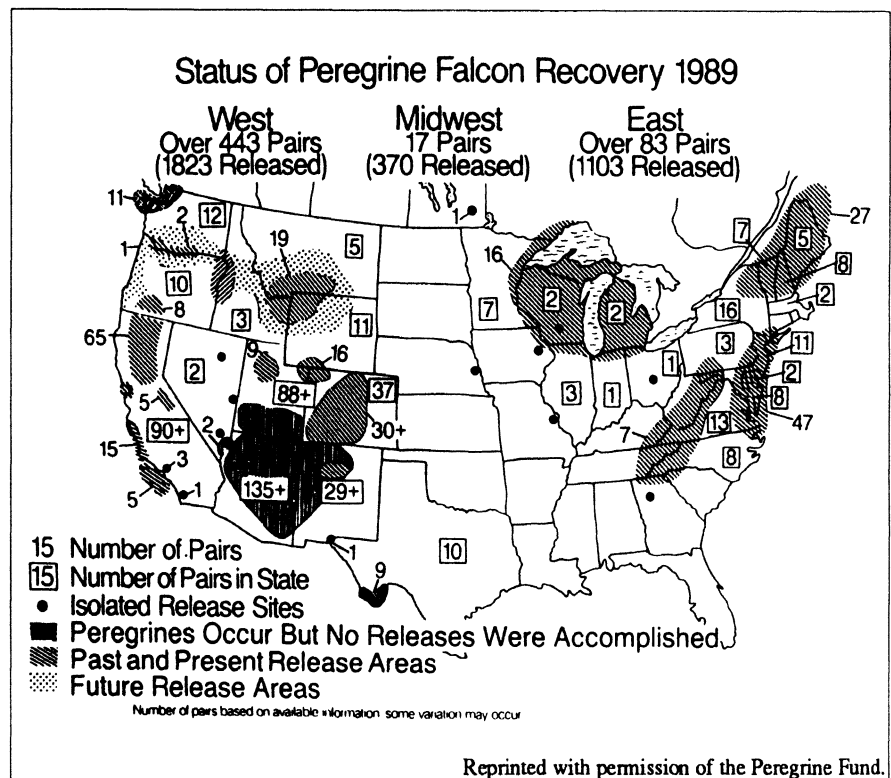 Status of Peregrine Falcon Recovery 1989
West
Over 443 Pairs
(1823 Released)
Midwest
17 Pairs
(370 Released)
East
Over 83 Pairs
(1103 Released)
11
12
2
1
10
8
3
65
19
5
11
9
16
2
88+
37
30+
5
90+
2
15
3
5
1
135+
29+
1
9
10
1
16
7
2
2
3
1
1
7
27
5
8
2
16
3
11
2
8
47
13
7
8
15 Number of Pairs
15 Number of Pairs in State
Isolated Release Sites
Peregrines Occur But No Releases Were Accomplished
Past and Present Release Areas
Future Release Areas
Number of pairs based on available information some variation may occur
Reprinted with permission of the Peregrine Fund.